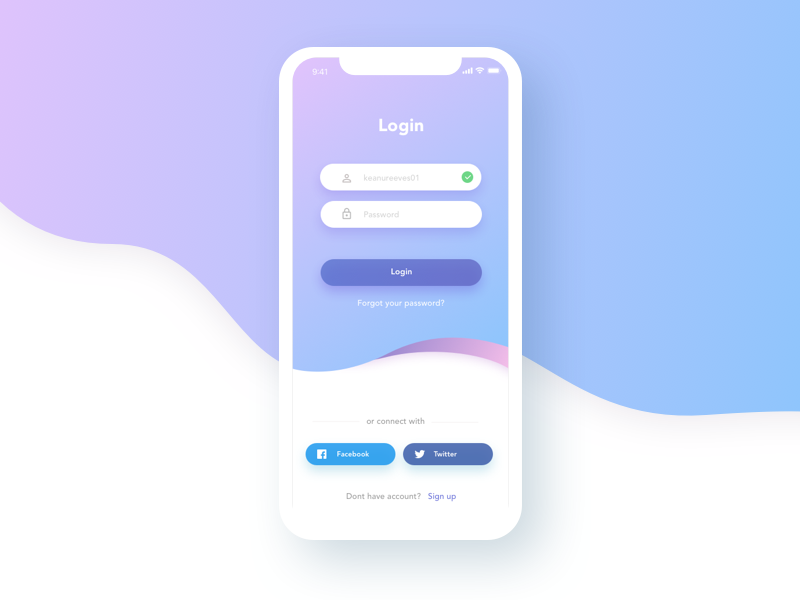 9:41
Login
keanureeves01
Password
Login
Forgot your password?
or connect with
Facebook
Twitter
Dont have account? Sign up